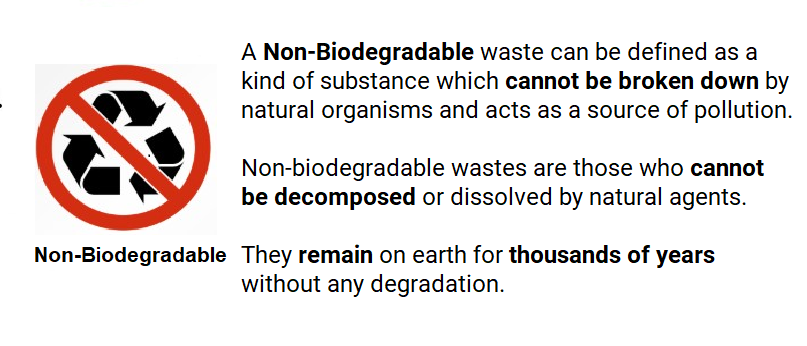 A Non-Biodegradable waste can be defined as a
kind of substance which cannot be broken down by
natural organisms and acts as a source of pollution.
Non-biodegradable wastes are those who cannot
be decomposed or dissolved by natural agents.
Non-Biodegradable
They remain on earth for thousands of years
without any degradation.